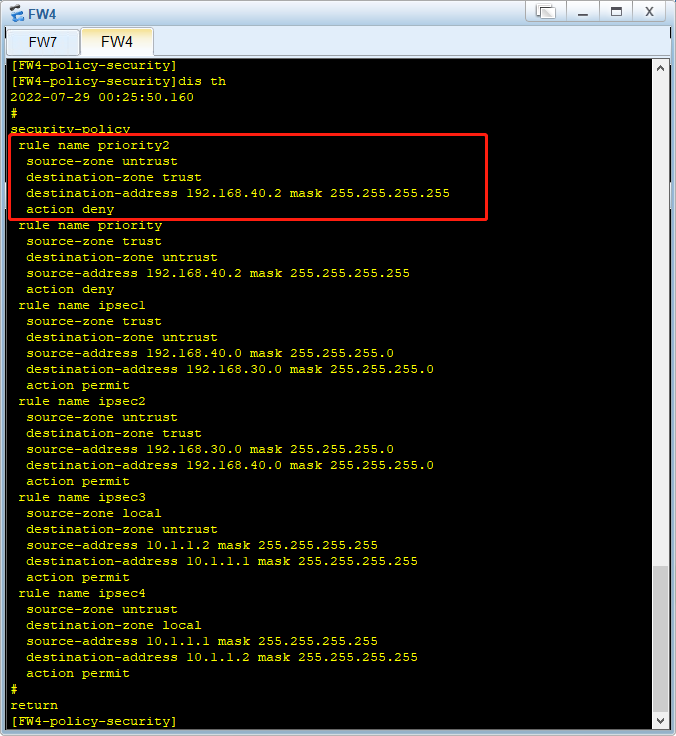 FW4
X
FW7
FW4
[FW4-policy-security]
[FW4-policy-security]dis th
2022-07-29 00:25:50.160
#
security-policy
rule name priority2
source-zone untrust
destination-zone trust
destination-address 192.168.40.2 mask 255.255.255.255
action deny
rule name priority
source-zone trust
destination-zone untrust
source-address 192.168.40.2 mask 255.255.255.255
action deny
rule name ipsec1
source-zone trust
destination-zone untrust
source-address 192.168.40.0 mask 255.255.255.0
destination-address 192.168.30.0 mask 255.255.255.0
action permit
rule name ipsec2
source-zone untrust
destination-zone trust
source-address 192.168.30.0 mask 255.255.255.0
destination-address 192.168.40.0 mask 255.255.255.0
action permit
rule name ipsec3
source-zone local
destination-zone untrust
source-address 10.1.1.2 mask 255.255.255.255
destination-address 10.1.1.1 mask 255.255.255.255
action permit
rule name ipsec4
source-zone untrust
destination-zone local
source-address 10.1.1.1 mask 255.255.255.255
destination-address 10.1.1.2 mask 255.255.255.255
action permit
#
return
[FW4-policy-security]